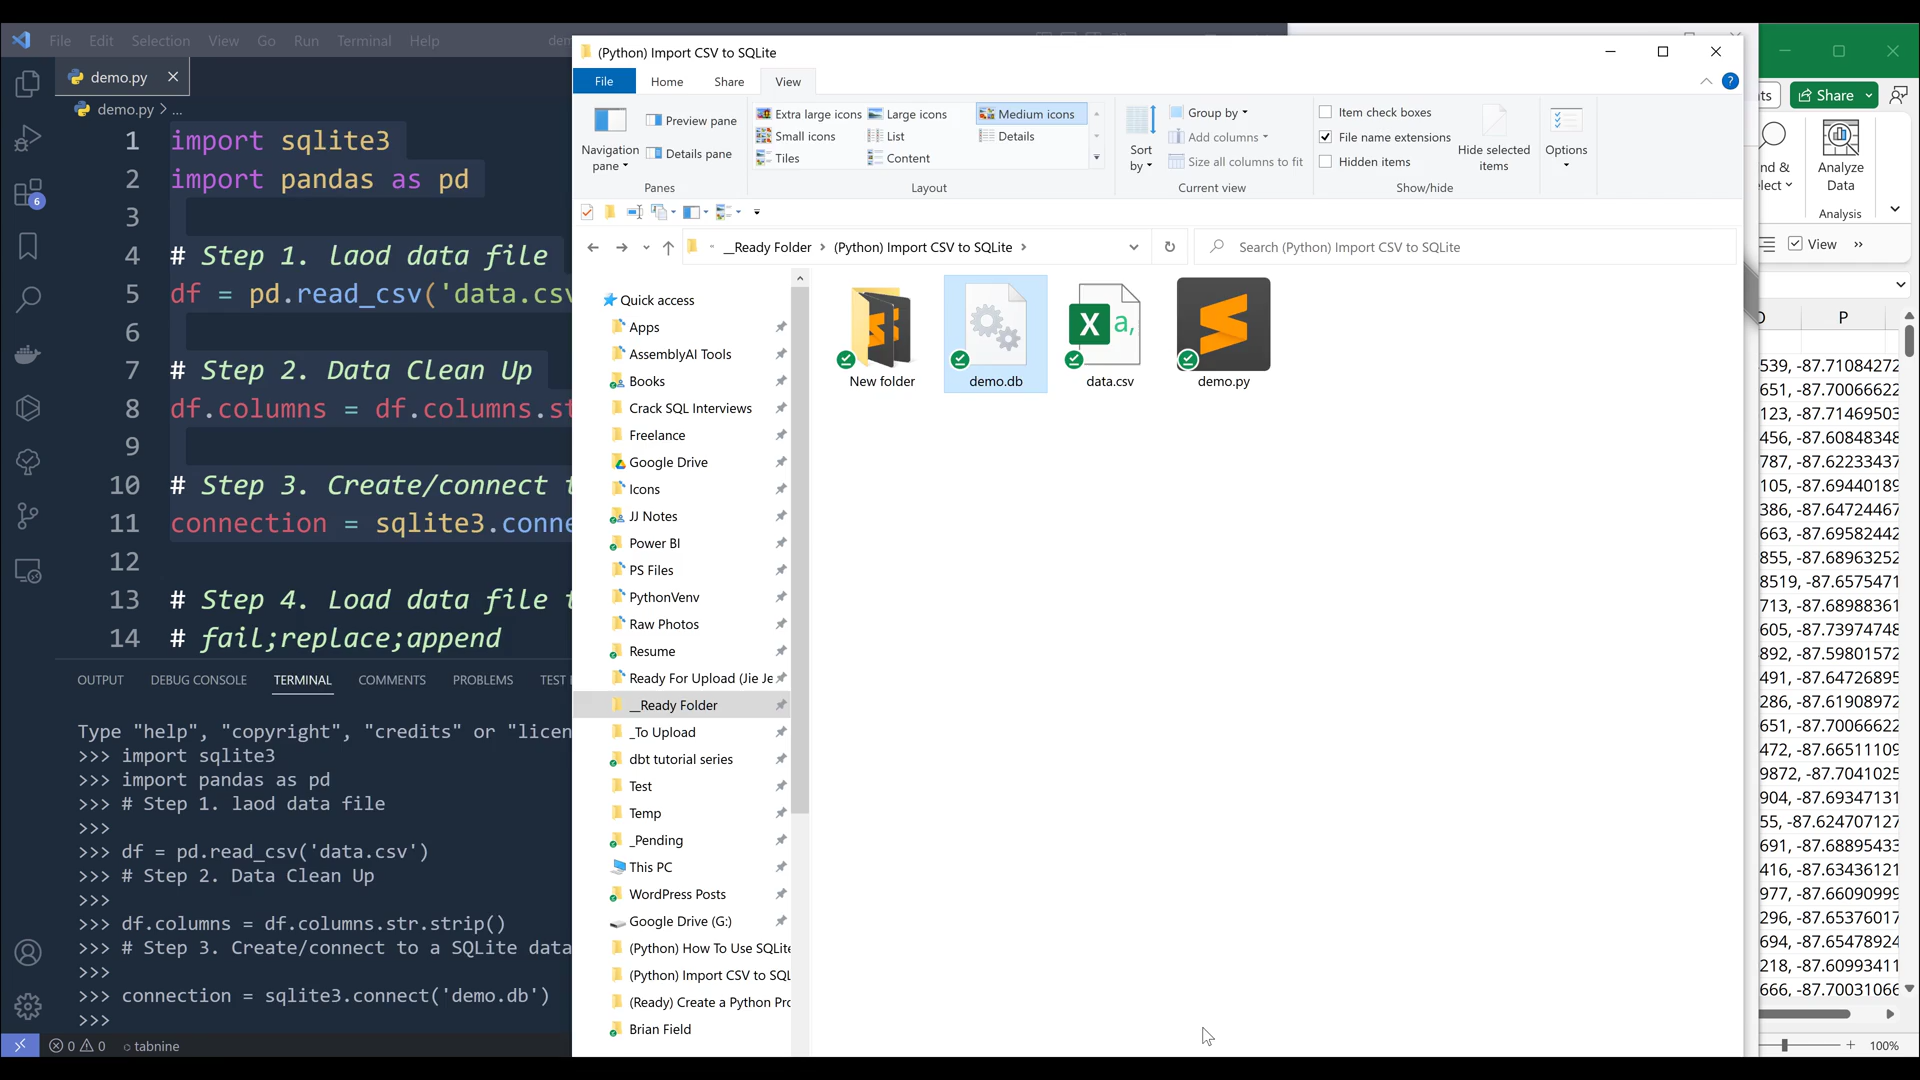 File Edit Selection View Go Run Terminal Help
demo.py
demo.py > ...
1 import sqlite3
2 import pandas as pd
3
4 # Step 1. laod data file
5 df = pd.read_csv('data.csv
6
7 # Step 2. Data Clean Up
8 df.columns = df.columns.st
9
10 # Step 3. Create/connect t
11 connection = sqlite3.conne
12
13 # Step 4. Load data file t
14 # fail;replace;append
OUTPUT DEBUG CONSOLE TERMINAL COMMENTS PROBLEMS TEST
Type "help", "copyright", "credits" or "licen
>>> import sqlite3
>>> import pandas as pd
>>> # Step 1. laod data file
>>>
>>> df = pd.read_csv('data.csv')
>>> # Step 2. Data Clean Up
>>>
>>> df.columns = df.columns.str.strip()
>>> # Step 3. Create/connect to a SQLite data
>>>
>>> connection = sqlite3.connect('demo.db')
>>>
6
0 0 tabnine
(Python) Import CSV to SQLite
File Home Share View
Navigation pane
Preview pane
Details pane
Panes
Extra large icons Large icons Medium icons
Small icons List Details
Tiles Content
Layout
Sort by
Group by
Add columns
Size all columns to fit
Current view
Item check boxes
File name extensions
Hidden items
Hide selected items
Show/hide
Options
__Ready Folder > (Python) Import CSV to SQLite >
Search (Python) Import CSV to SQLite
Quick access
Apps
AssemblyAI Tools
Books
Crack SQL Interviews
Freelance
Google Drive
Icons
JJ Notes
Power BI
PS Files
PythonVenv
Raw Photos
Resume
Ready For Upload (Jie Je
__Ready Folder
_To Upload
dbt tutorial series
Test
Temp
_Pending
This PC
WordPress Posts
Google Drive (G:)
(Python) How To Use SQLite
(Python) Import CSV to SQL
(Ready) Create a Python Pro
Brian Field
New folder
demo.db
data.csv
demo.py
ts Share
nd &
lect
Analyze Data
Analysis
View
P
539, -87.71084272
651, -87.70066622
123, -87.71469503
456, -87.60848348
787, -87.62233437
105, -87.69440189
386, -87.64724467
663, -87.69582442
855, -87.68963252
8519, -87.6575471
713, -87.68988361
605, -87.73974748
892, -87.59801572
491, -87.64726895
286, -87.61908972
651, -87.70066622
472, -87.66511109
9872, -87.7041025
904, -87.69347131
55, -87.624707127
691, -87.68895433
416, -87.63436121
977, -87.66090999
296, -87.65376017
694, -87.65478924
218, -87.60993411
666, -87.70031066
100%